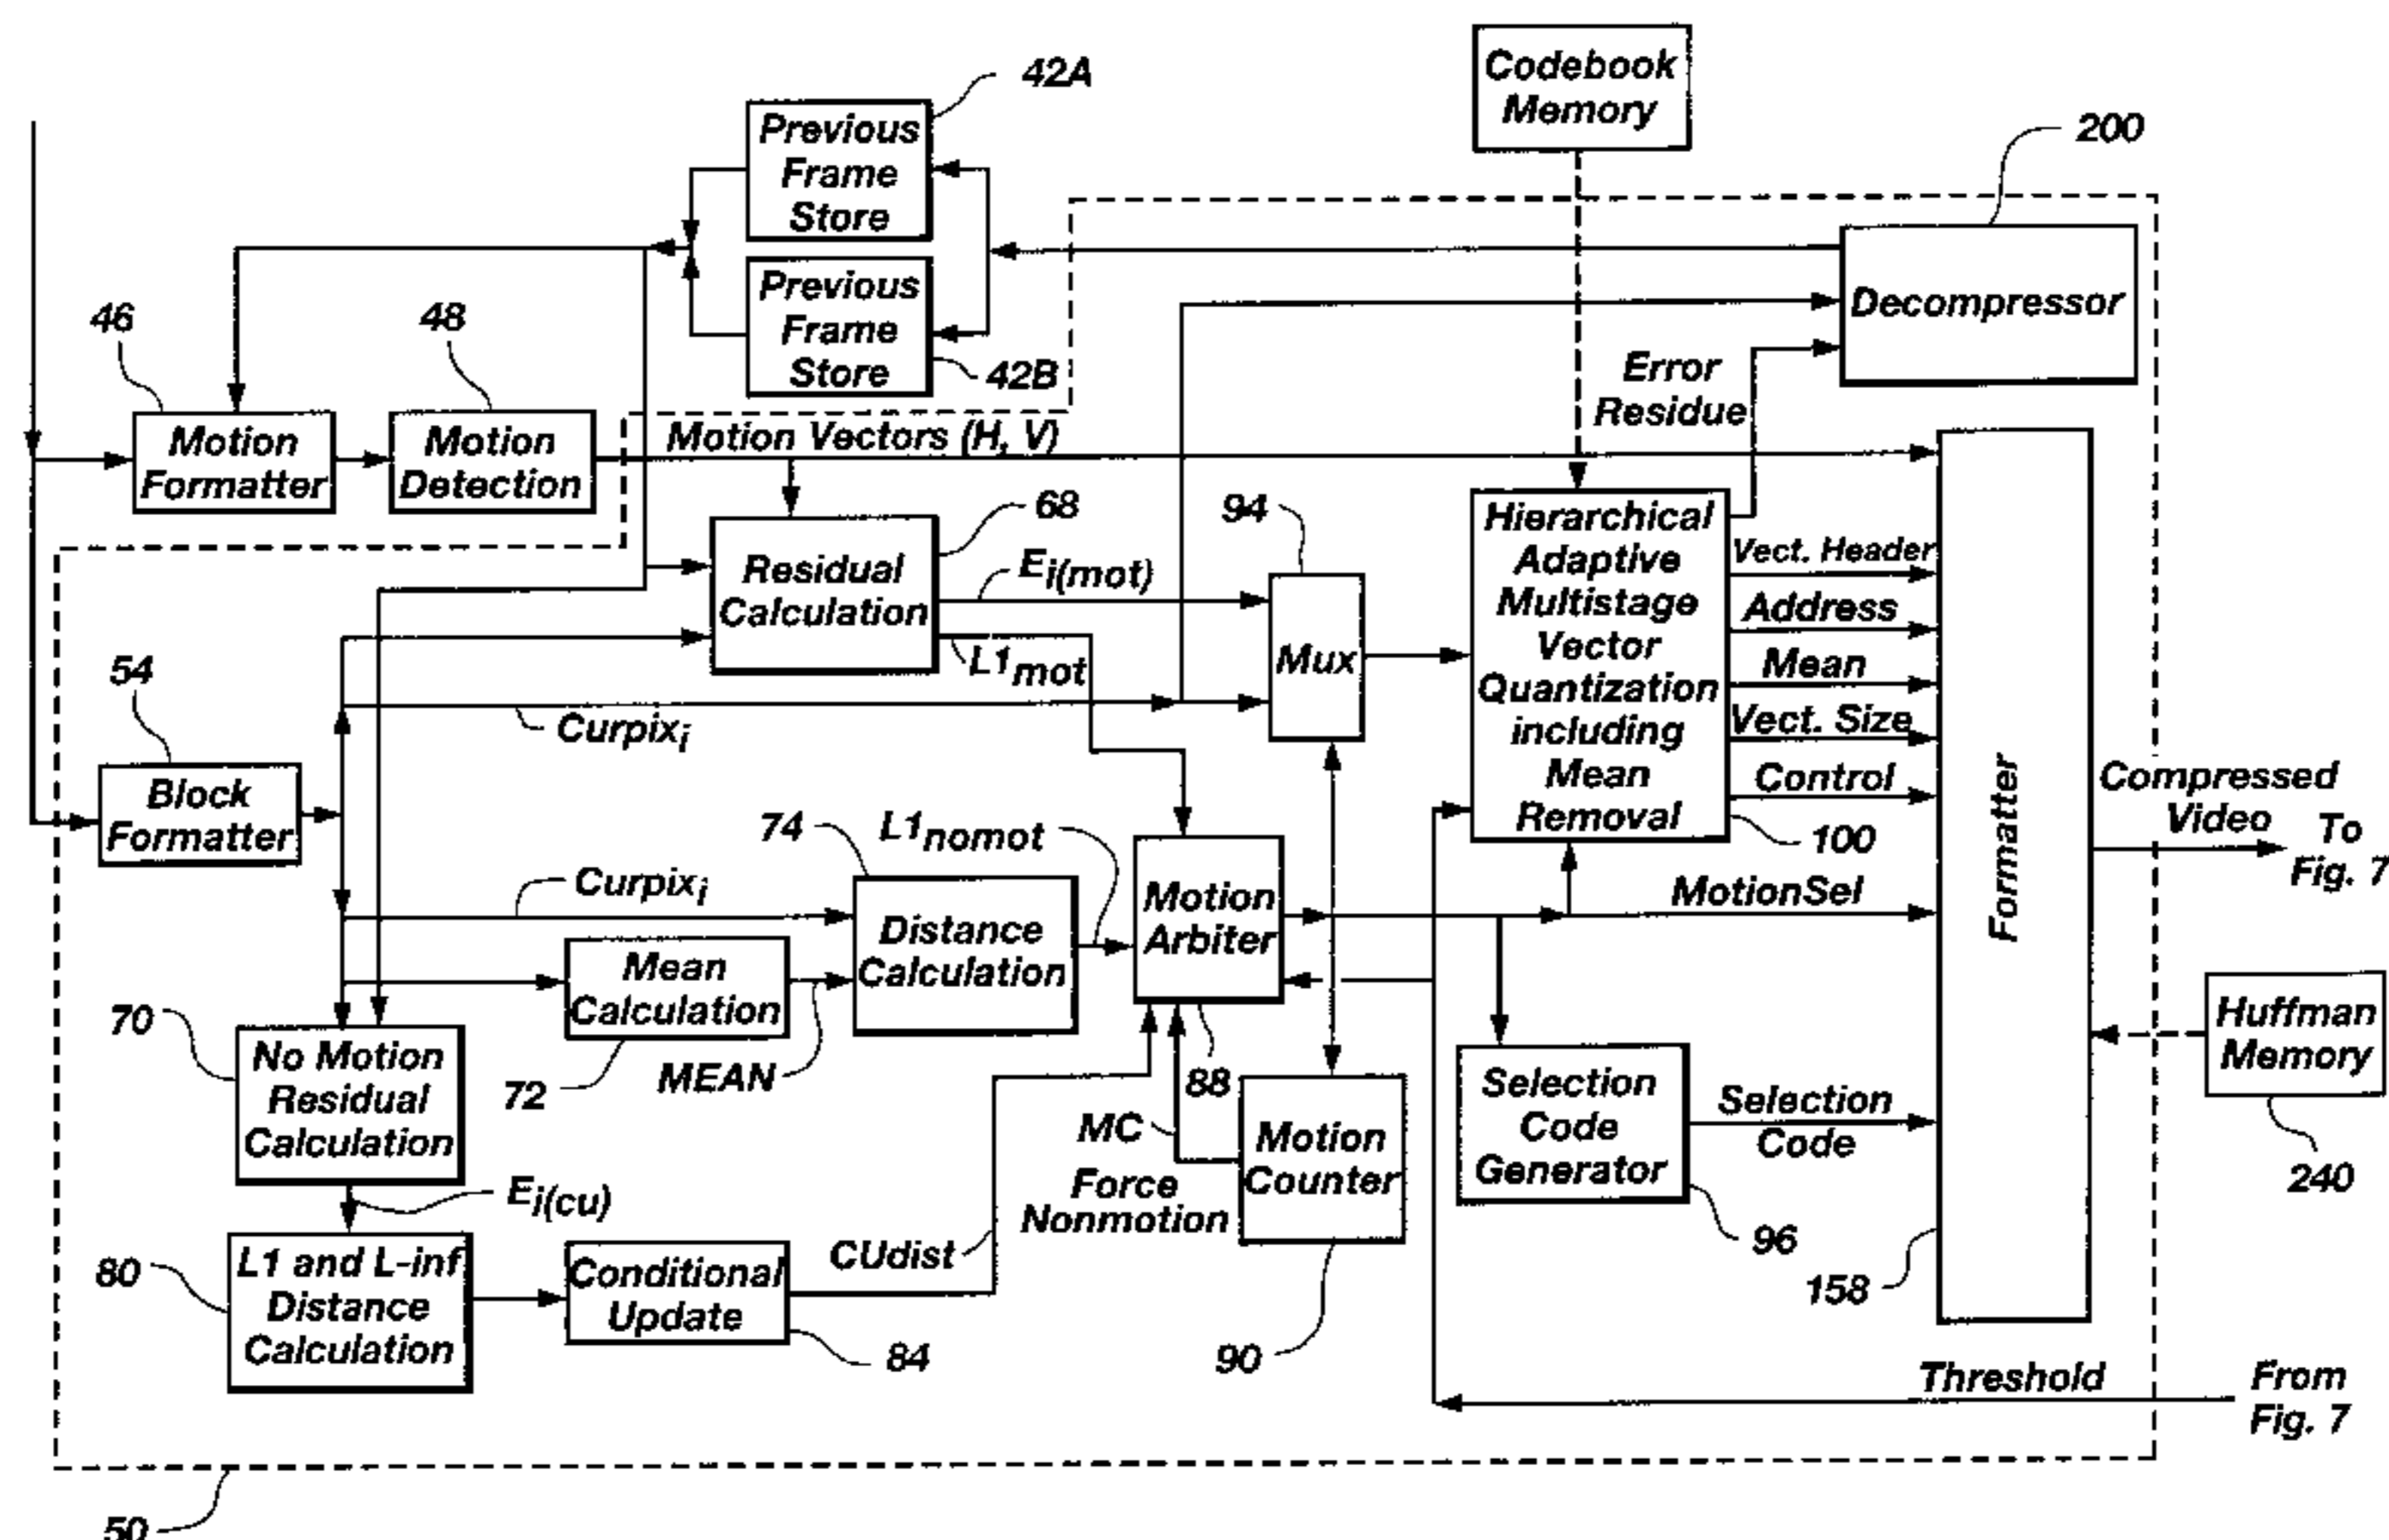 Codebook
Memory
42A
Previous
Frame
Store
200
Previous
Frame
Store
42B
Decompressor
46
48
Error
Residue
Motion
Formatter
Motion
Detection
Motion Vectors (H, V)
68
94
Residual
Calculation
Ei(mot)
L1mot
Mux
Hierarchical
Adaptive
Multistage
Vector
Quantization
including
Mean
Removal
100
Vect. Header
Address
Mean
Vect. Size
Control
54
Curpixi
Block
Formatter
Formatter
Compressed
Video
To
Fig. 7
74
L1nomot
Curpixi
Distance
Calculation
Motion
Arbiter
MotionSel
Mean
Calculation
72
MEAN
88
Huffman
Memory
240
70
No Motion
Residual
Calculation
MC
Force
Nonmotion
Motion
Counter
90
Selection
Code
Generator
96
Selection
Code
158
Ei(cu)
80
L1 and L-inf
Distance
Calculation
Conditional
Update
84
CUdist
Threshold
From
Fig. 7
50